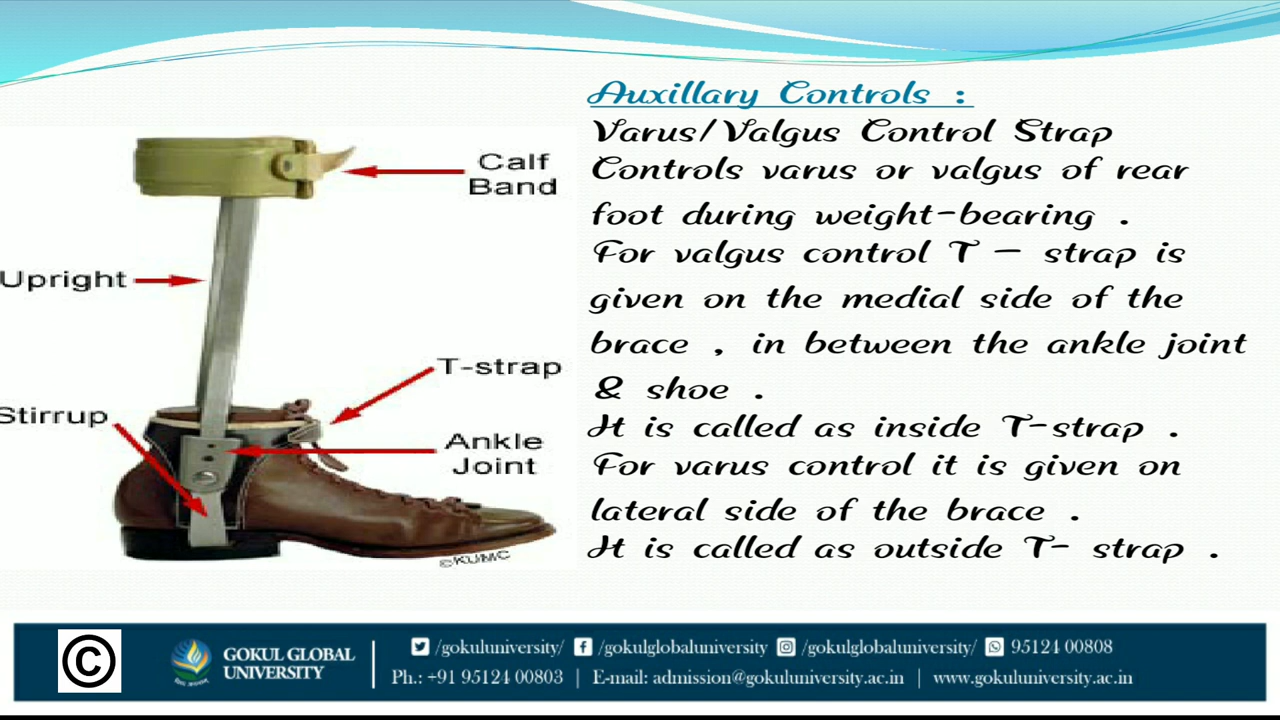 Auxillary Controls :
Varus/Valgus Control Strap
Controls varus or valgus of rear
foot during weight-bearing .
For valgus control T – strap is
given on the medial side of the
brace , in between the ankle joint
& shoe .
It is called as inside T-strap .
For varus control it is given on
lateral side of the brace .
It is called as outside T- strap .
Calf
Band
Upright
T-strap
Stirrup
Ankle
Joint
©KUMC
©
GOKUL GLOBAL
UNIVERSITY
/gokuluniversity/ /gokulglobaluniversity /gokulglobaluniversity/ 95124 00808
Ph.: +91 95124 00803 | E-mail: admission@gokuluniversity.ac.in | www.gokuluniversity.ac.in